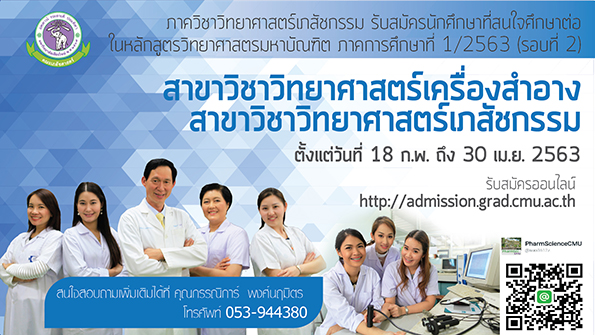 ภาควิชาวิทยาศาสตร์เภสัชกรรม รับสมัครนักศึกษาที่สนใจศึกษาต่อ
ในหลักสูตรวิทยาศาสตรมหาบัณฑิต ภาคการศึกษาที่ 1/2563 (รอบที่ 2)
สาขาวิชาวิทยาศาสตร์เครื่องสำอาง
สาขาวิชาวิทยาศาสตร์เภสัชกรรม
ตั้งแต่วันที่ 18 ก.พ. ถึง 30 เม.ย. 2563
รับสมัครออนไลน์
http://admission.grad.cmu.ac.th
PharmScienceCMU
สนใจสอบถามเพิ่มเติมได้ที่ คุณกรรณิการ์ พงค์นฤมิตร
โทรศัพท์ 053-944380